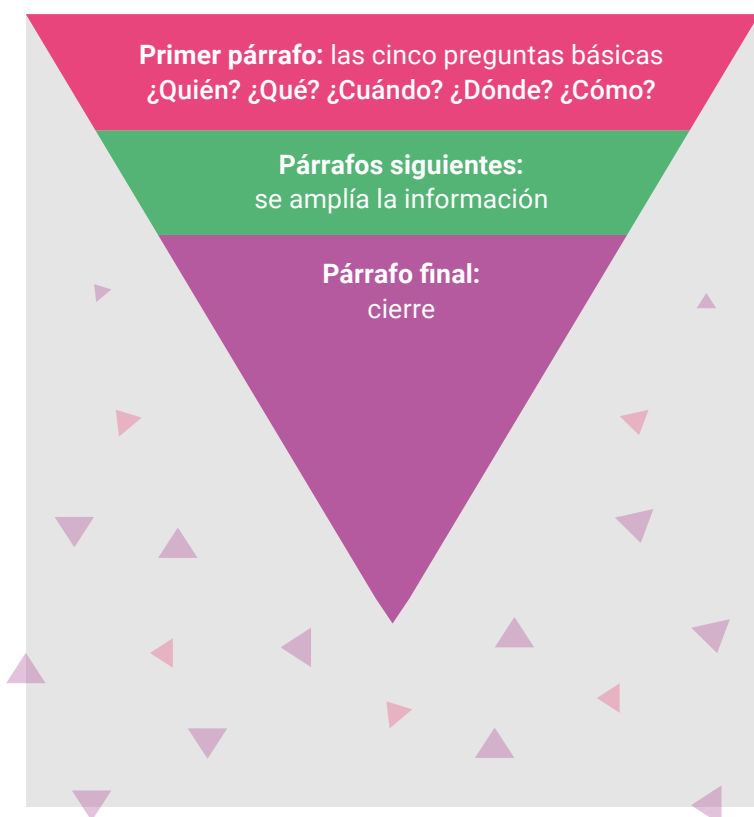 Primer párrafo: las cinco preguntas básicas
¿Quién? ¿Qué? ¿Cuándo? ¿Dónde? ¿Cómo?
Párrafos siguientes:
se amplía la información
Párrafo final:
cierre